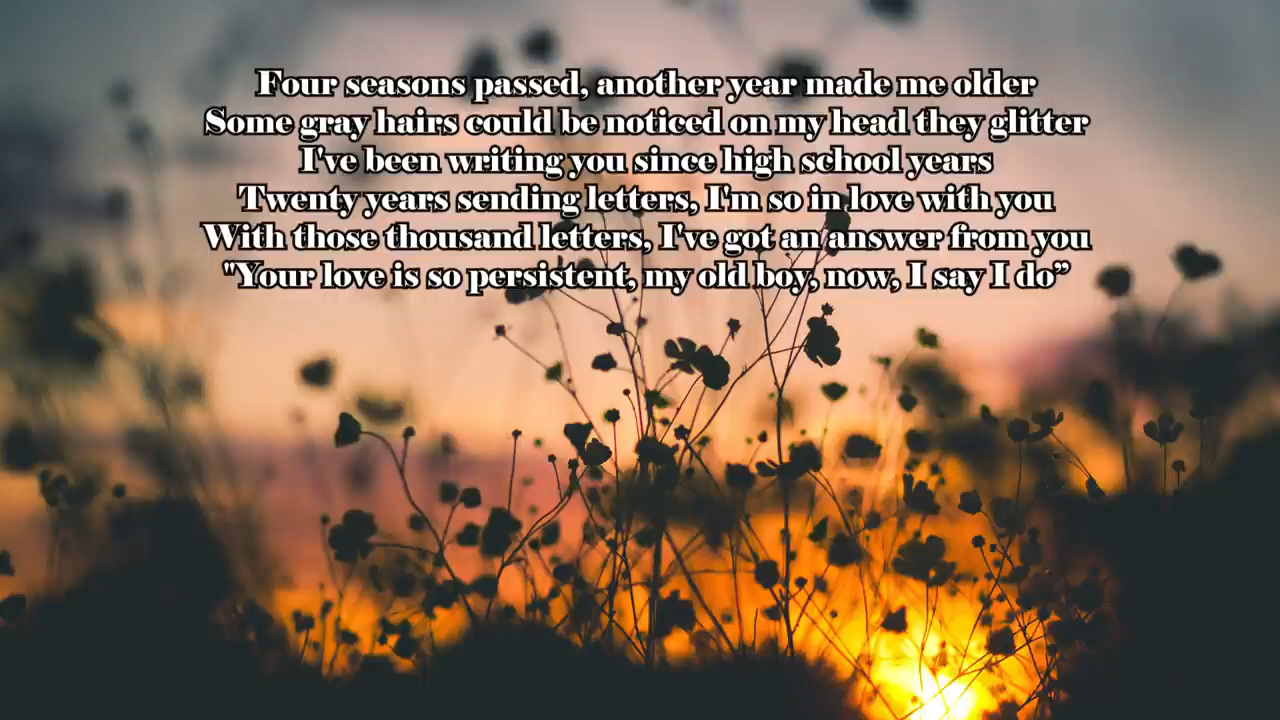 Four seasons passed, another year made me older
Some gray hairs could be noticed on my head they glitter
I've been writing you since high school years
Twenty years sending letters, I'm so in love with you
With those thousand letters, I've got an answer from you
"Your love is so persistent, my old boy, now, I say I do”